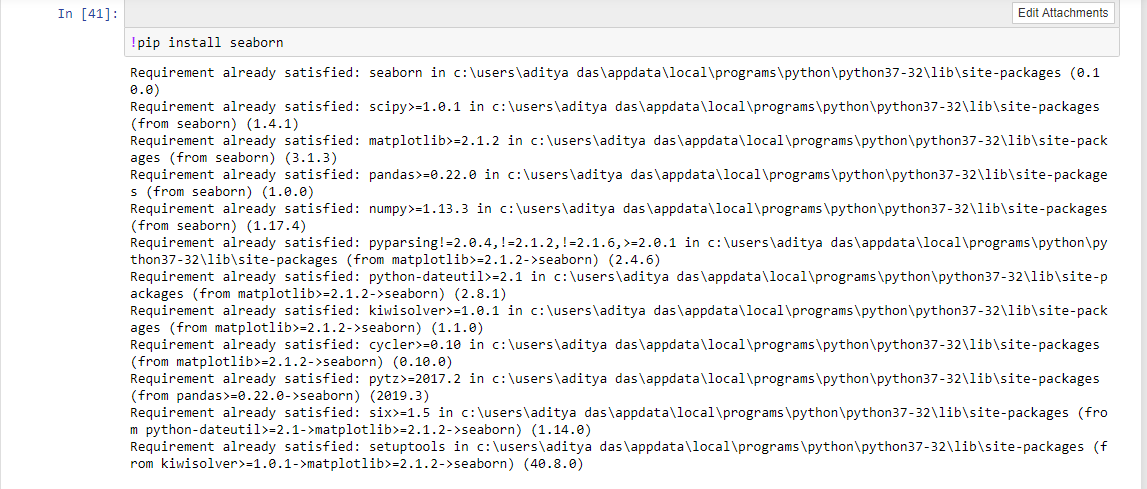 In [41]:
Edit Attachments
!pip install seaborn
Requirement already satisfied: seaborn in c:\users\aditya das\appdata\local\programs\python\python37-32\lib\site-packages (0.1
0.0)
Requirement already satisfied: scipy>=1.0.1 in c:\users\aditya das\appdata\local\programs\python\python37-32\lib\site-packages
(from seaborn) (1.4.1)
Requirement already satisfied: matplotlib>=2.1.2 in c:\users\aditya das\appdata\local\programs\python\python37-32\lib\site-pack
ages (from seaborn) (3.1.3)
Requirement already satisfied: pandas>=0.22.0 in c:\users\aditya das\appdata\local\programs\python\python37-32\lib\site-package
s (from seaborn) (1.0.0)
Requirement already satisfied: numpy>=1.13.3 in c:\users\aditya das\appdata\local\programs\python\python37-32\lib\site-packages
(from seaborn) (1.17.4)
Requirement already satisfied: pyparsing!=2.0.4,!=2.1.2,!=2.1.6,>=2.0.1 in c:\users\aditya das\appdata\local\programs\python\py
thon37-32\lib\site-packages (from matplotlib>=2.1.2->seaborn) (2.4.6)
Requirement already satisfied: python-dateutil>=2.1 in c:\users\aditya das\appdata\local\programs\python\python37-32\lib\site-p
ackages (from matplotlib>=2.1.2->seaborn) (2.8.1)
Requirement already satisfied: kiwisolver>=1.0.1 in c:\users\aditya das\appdata\local\programs\python\python37-32\lib\site-pack
ages (from matplotlib>=2.1.2->seaborn) (1.1.0)
Requirement already satisfied: cycler>=0.10 in c:\users\aditya das\appdata\local\programs\python\python37-32\lib\site-packages
(from matplotlib>=2.1.2->seaborn) (0.10.0)
Requirement already satisfied: pytz>=2017.2 in c:\users\aditya das\appdata\local\programs\python\python37-32\lib\site-packages
(from pandas>=0.22.0->seaborn) (2019.3)
Requirement already satisfied: six>=1.5 in c:\users\aditya das\appdata\local\programs\python\python37-32\lib\site-packages (fro
m python-dateutil>=2.1->matplotlib>=2.1.2->seaborn) (1.14.0)
Requirement already satisfied: setuptools in c:\users\aditya das\appdata\local\programs\python\python37-32\lib\site-packages (f
rom kiwisolver>=1.0.1->matplotlib>=2.1.2->seaborn) (40.8.0)